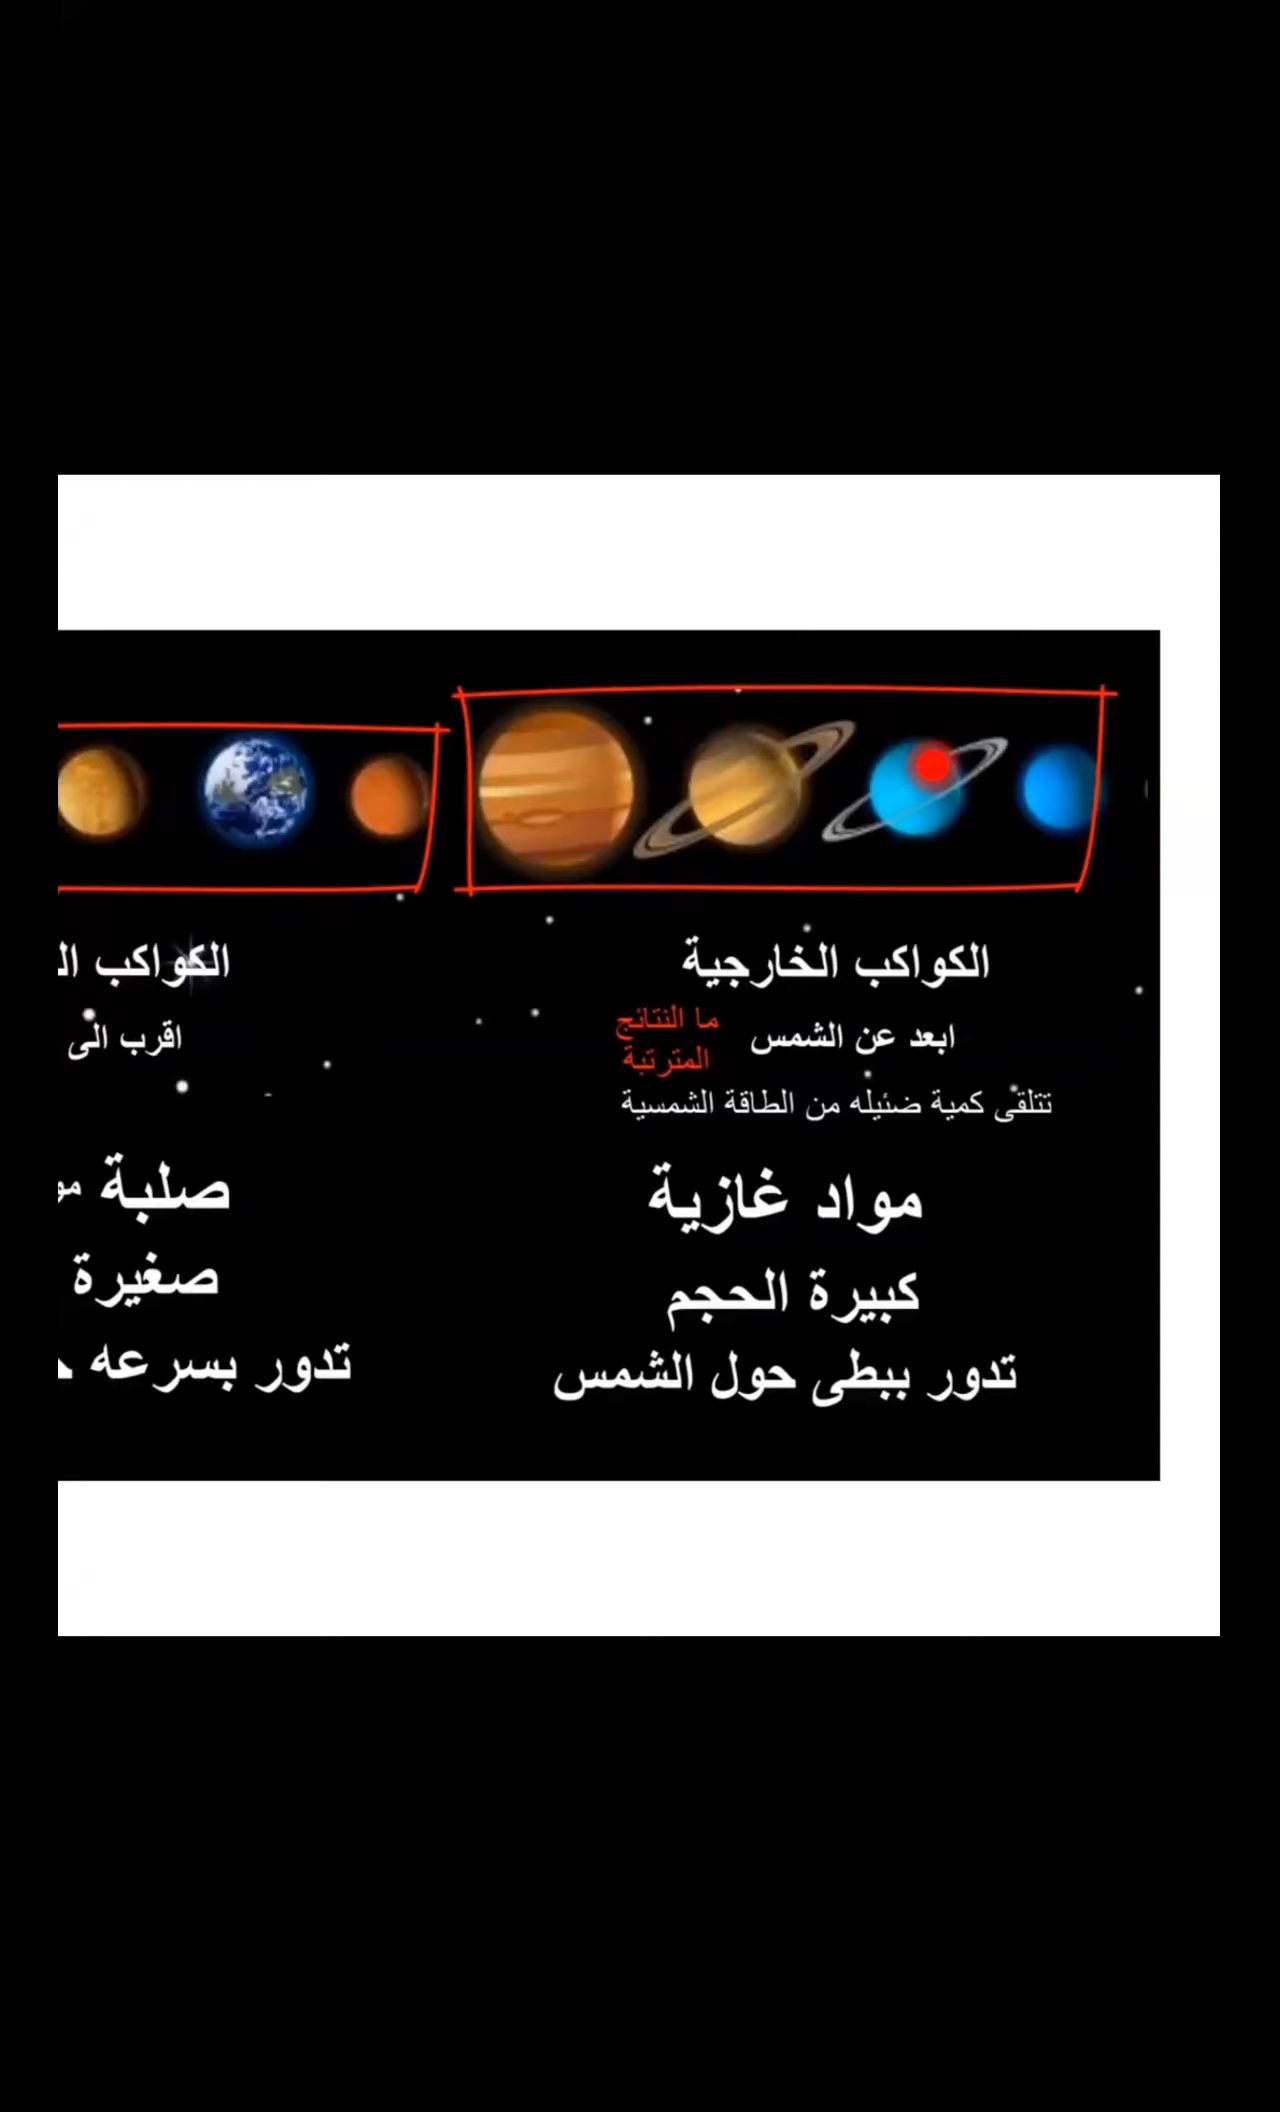 الكواكب الخارجية
ابعد عن الشمس
ما النتائج
المترتبة
تتلقى كمية ضئيله من الطاقة الشمسية
مواد غازية
كبيرة الحجم
تدور ببطى حول الشمس
الكواكب
اقرب الى
صلبة
صغيرة
تدور بسرعه